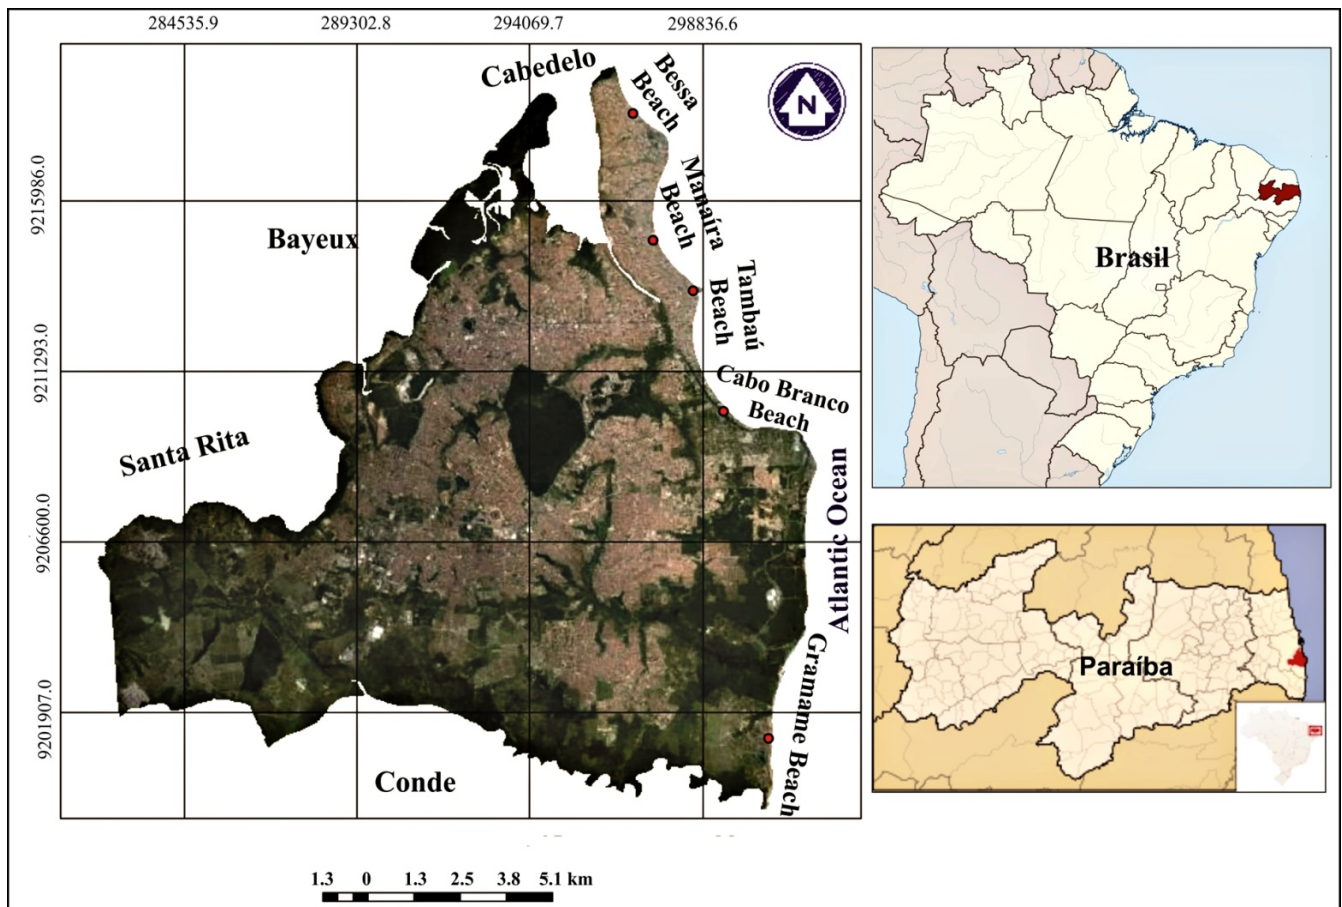 284535.9 289302.8 294069.7 298836.6
Cabedelo
Bessa
Beach
N
9215986.0
Manaíra
Beach
Bayeux
Tambaú
Beach
9211293.0
Cabo Branco
Beach
Santa Rita
Atlantic Ocean
9206600.0
Gramame Beach
9201907.0
Conde
1.3 0 1.3 2.5 3.8 5.1 km
Brasil
Paraíba